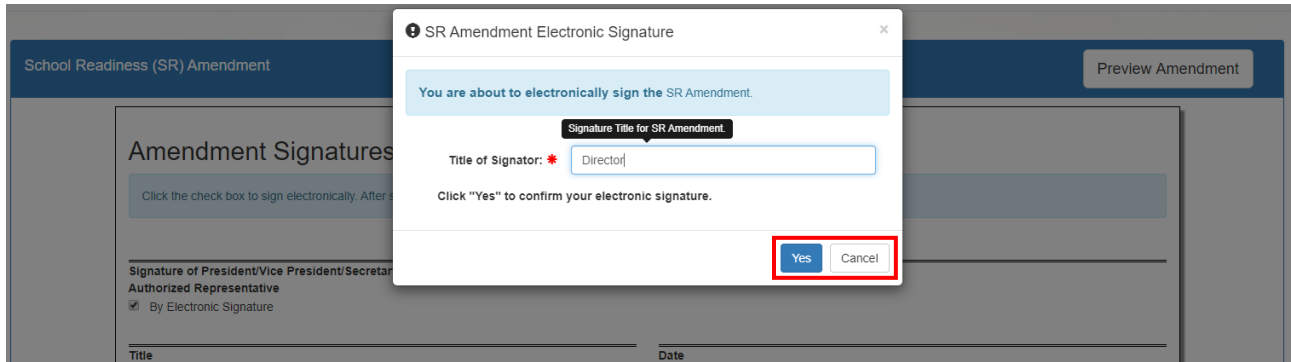 SR Amendment Electronic Signature ×
School Readiness (SR) Amendment
Preview Amendment
You are about to electronically sign the SR Amendment.
Signature Title for SR Amendment.
Amendment Signatures
Title of Signator: * Director
Click the check box to sign electronically. After
Click "Yes" to confirm your electronic signature.
Yes Cancel
Signature of President/Vice President/Secretar
Authorized Representative
By Electronic Signature
Title Date